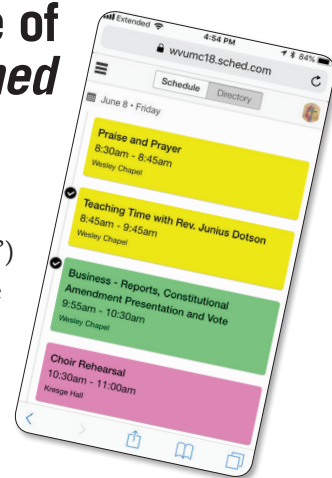 e of
ned
’)
e
Extended
4:54 PM
84%
wvumc18.sched.com
Schedule
Directory
June 8 • Friday
Praise and Prayer
8:30am - 8:45am
Wesley Chapel
Teaching Time with Rev. Junius Dotson
8:45am - 9:45am
Wesley Chapel
Business - Reports, Constitutional
Amendment Presentation and Vote
9:55am - 10:30am
Wesley Chapel
Choir Rehearsal
10:30am - 11:00am
Kresge Hall